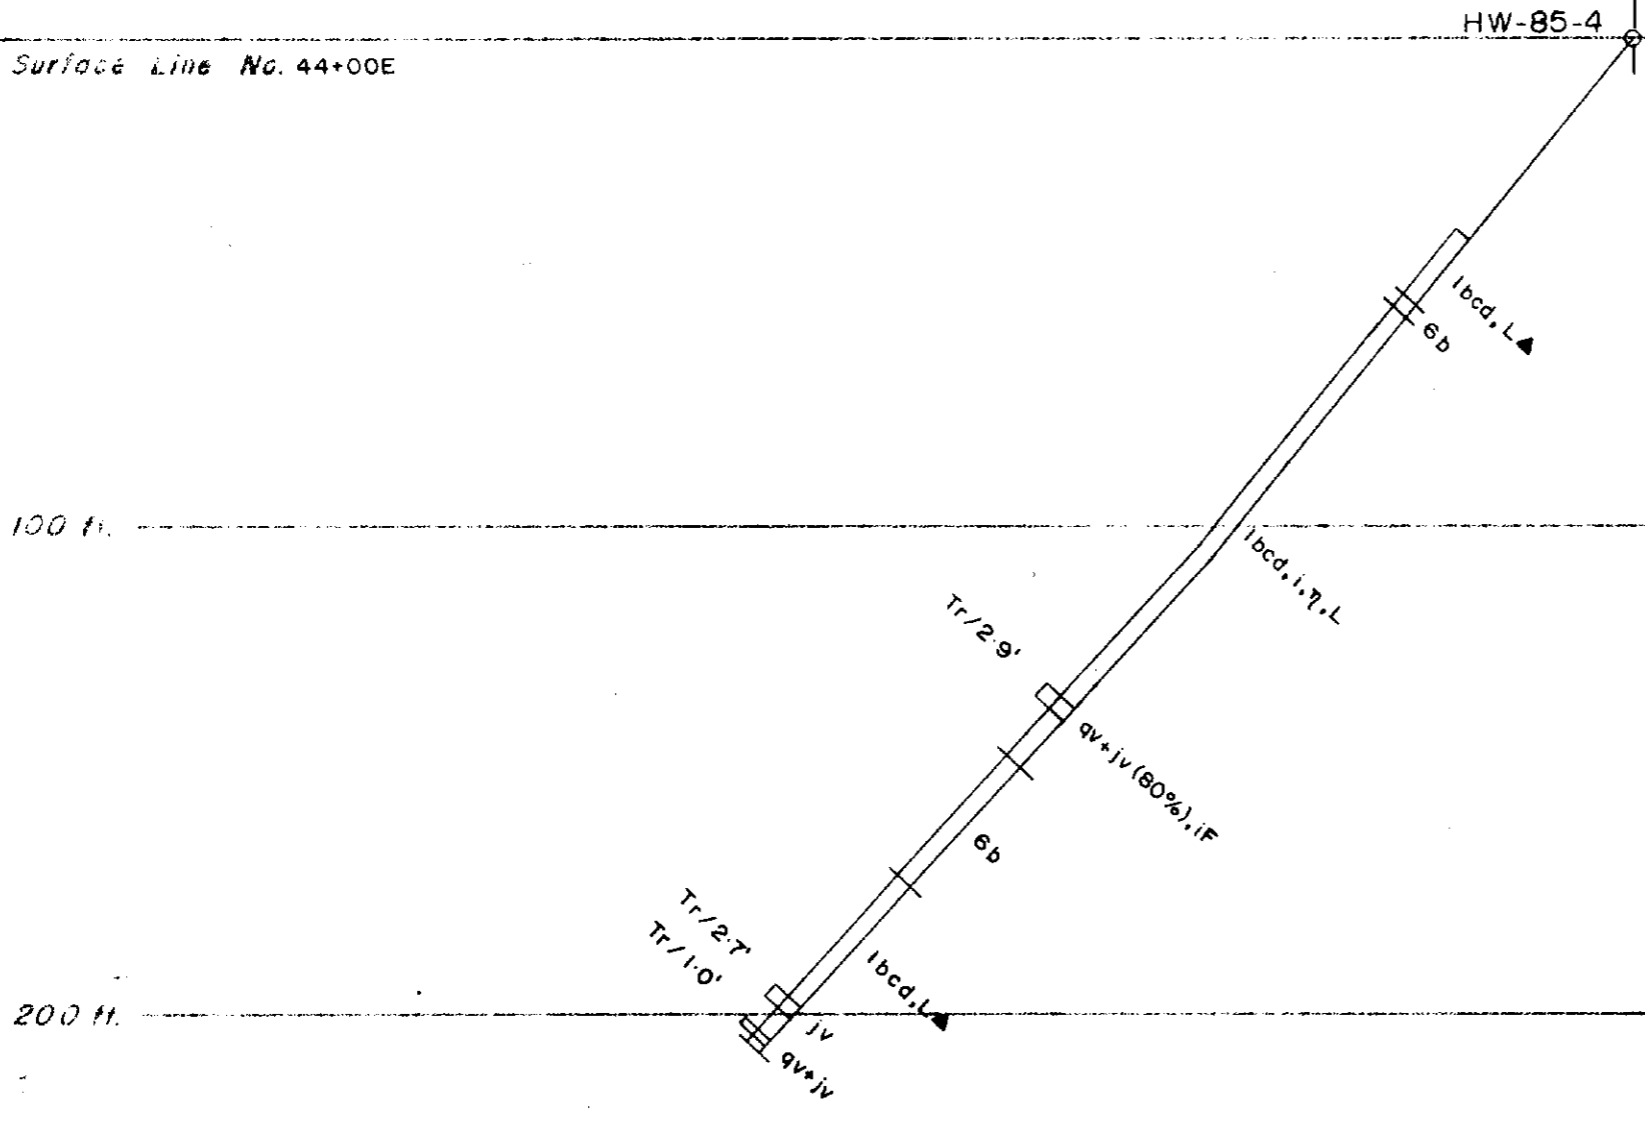 HW-85-4
Surface Line No. 44+00E
1bcd, L
6b
100 ft.
1bcd, i, η, L
Tr/2.9'
qv+jv (80%), iF
6b
Tr/2.7'
Tr/1.0'
1bcd, L
200 ft.
jv
qv+jv